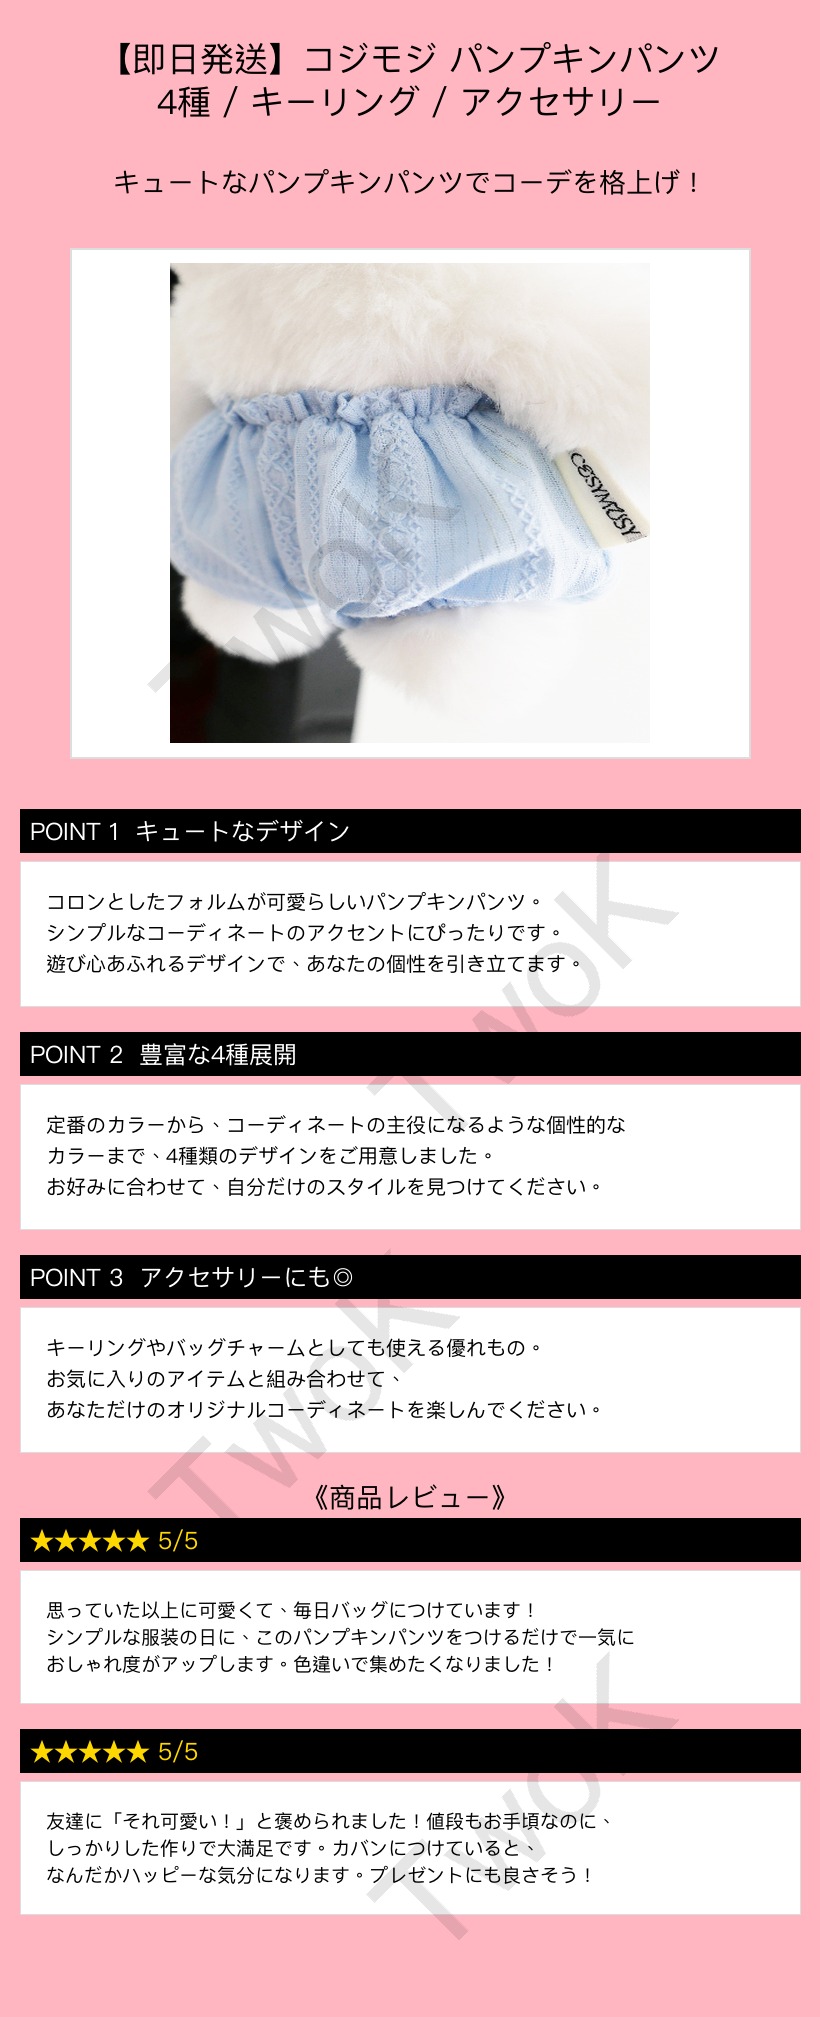 【即日発送】コジモジ パンプキンパンツ
4種 / キーリング / アクセサリー
キュートなパンプキンパンツでコーデを格上げ！
COSYMOSY
TwoK
POINT 1 キュートなデザイン
コロンとしたフォルムが可愛らしいパンプキンパンツ。
シンプルなコーディネートのアクセントにぴったりです。
遊び心あふれるデザインで、あなたの個性を引き立てます。
TwoK
POINT 2 豊富な4種展開
定番のカラーから、コーディネートの主役になるような個性的な
カラーまで、4種類のデザインをご用意しました。
お好みに合わせて、自分だけのスタイルを見つけてください。
POINT 3 アクセサリーにも◎
キーリングやバッグチャームとしても使える優れもの。
お気に入りのアイテムと組み合わせて、
あなただけのオリジナルコーディネートを楽しんでください。
TwoK
《商品レビュー》
★★★★★ 5/5
思っていた以上に可愛くて、毎日バッグにつけています！
シンプルな服装の日に、このパンプキンパンツをつけるだけで一気に
おしゃれ度がアップします。色違いで集めたくなりました！
★★★★★ 5/5
友達に「それ可愛い！」と褒められました！値段もお手頃なのに、
しっかりした作りで大満足です。カバンにつけていると、
なんだかハッピーな気分になります。プレゼントにも良さそう！
TwoK